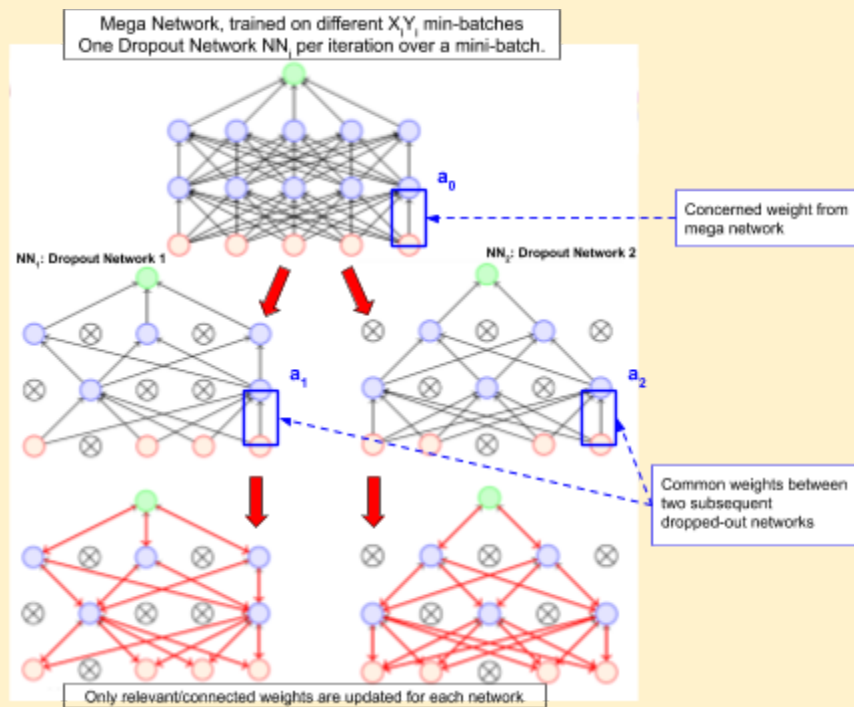 Mega Network, trained on different XᵢYᵢ min-batches
One Dropout Network NNᵢ per iteration over a mini-batch.
a₀
Concerned weight from
mega network
NN₁: Dropout Network 1
NN₂: Dropout Network 2
a₁
a₂
Common weights between
two subsequent
dropped-out networks
Only relevant/connected weights are updated for each network